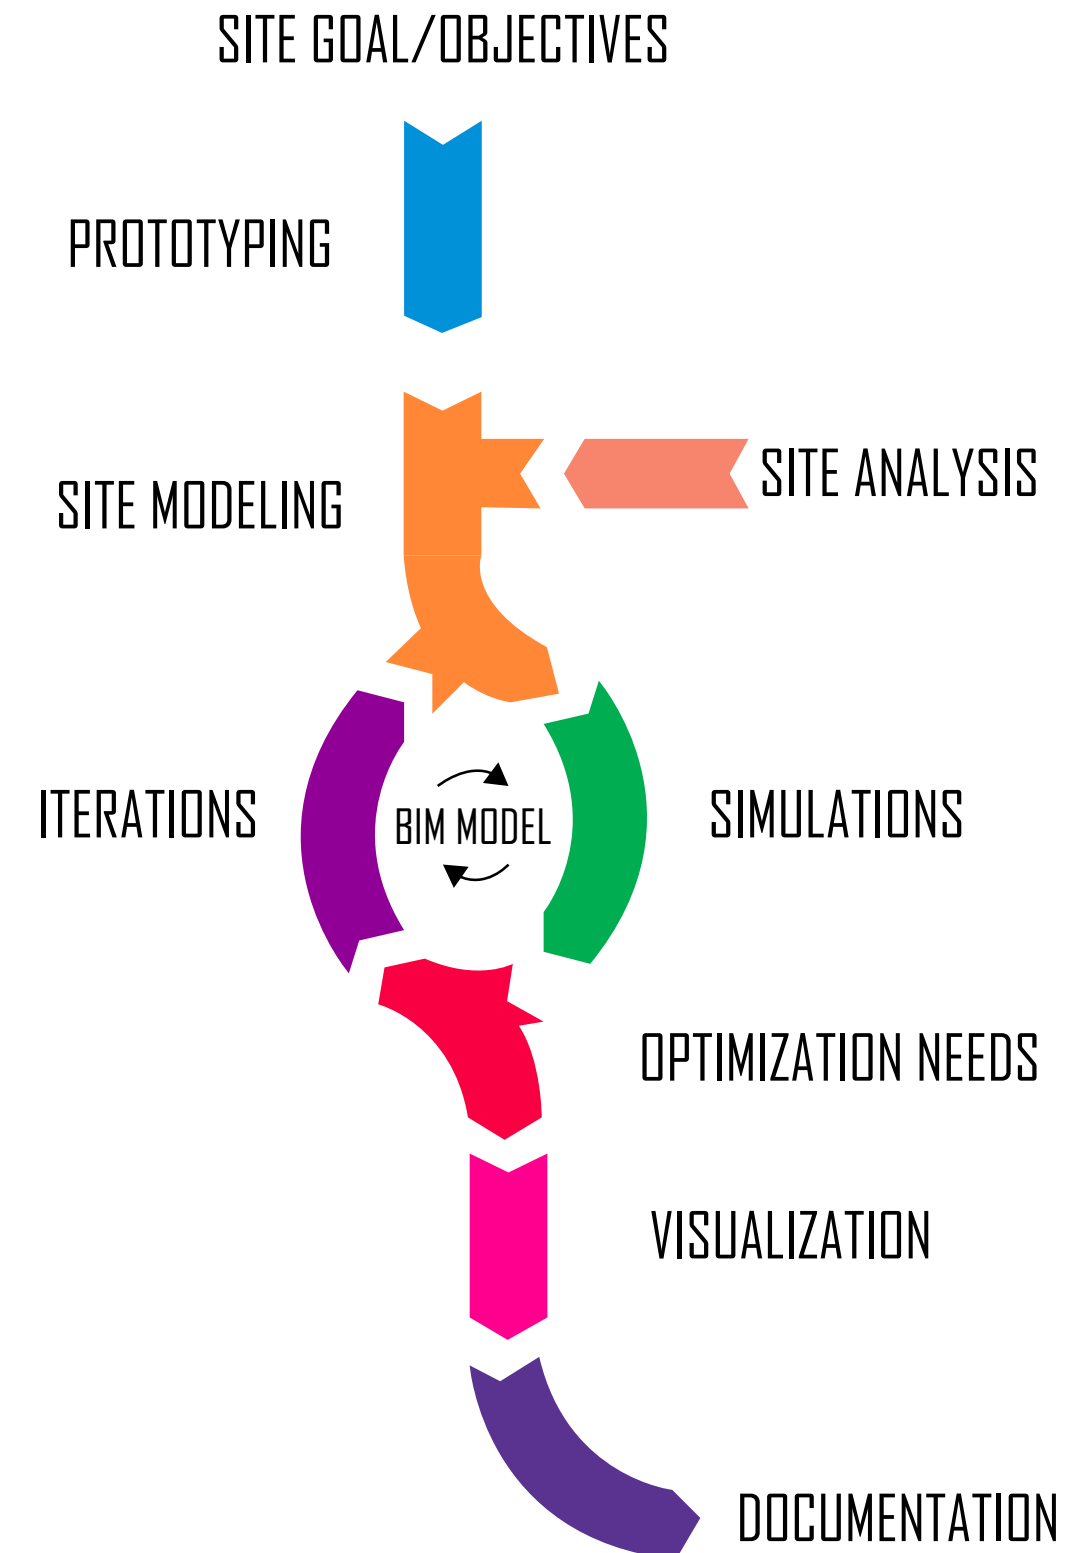 SITE GOAL/OBJECTIVES
PROTOTYPING
SITE ANALYSIS
SITE MODELING
ITERATIONS
BIM MODEL
SIMULATIONS
OPTIMIZATION NEEDS
VISUALIZATION
DOCUMENTATION